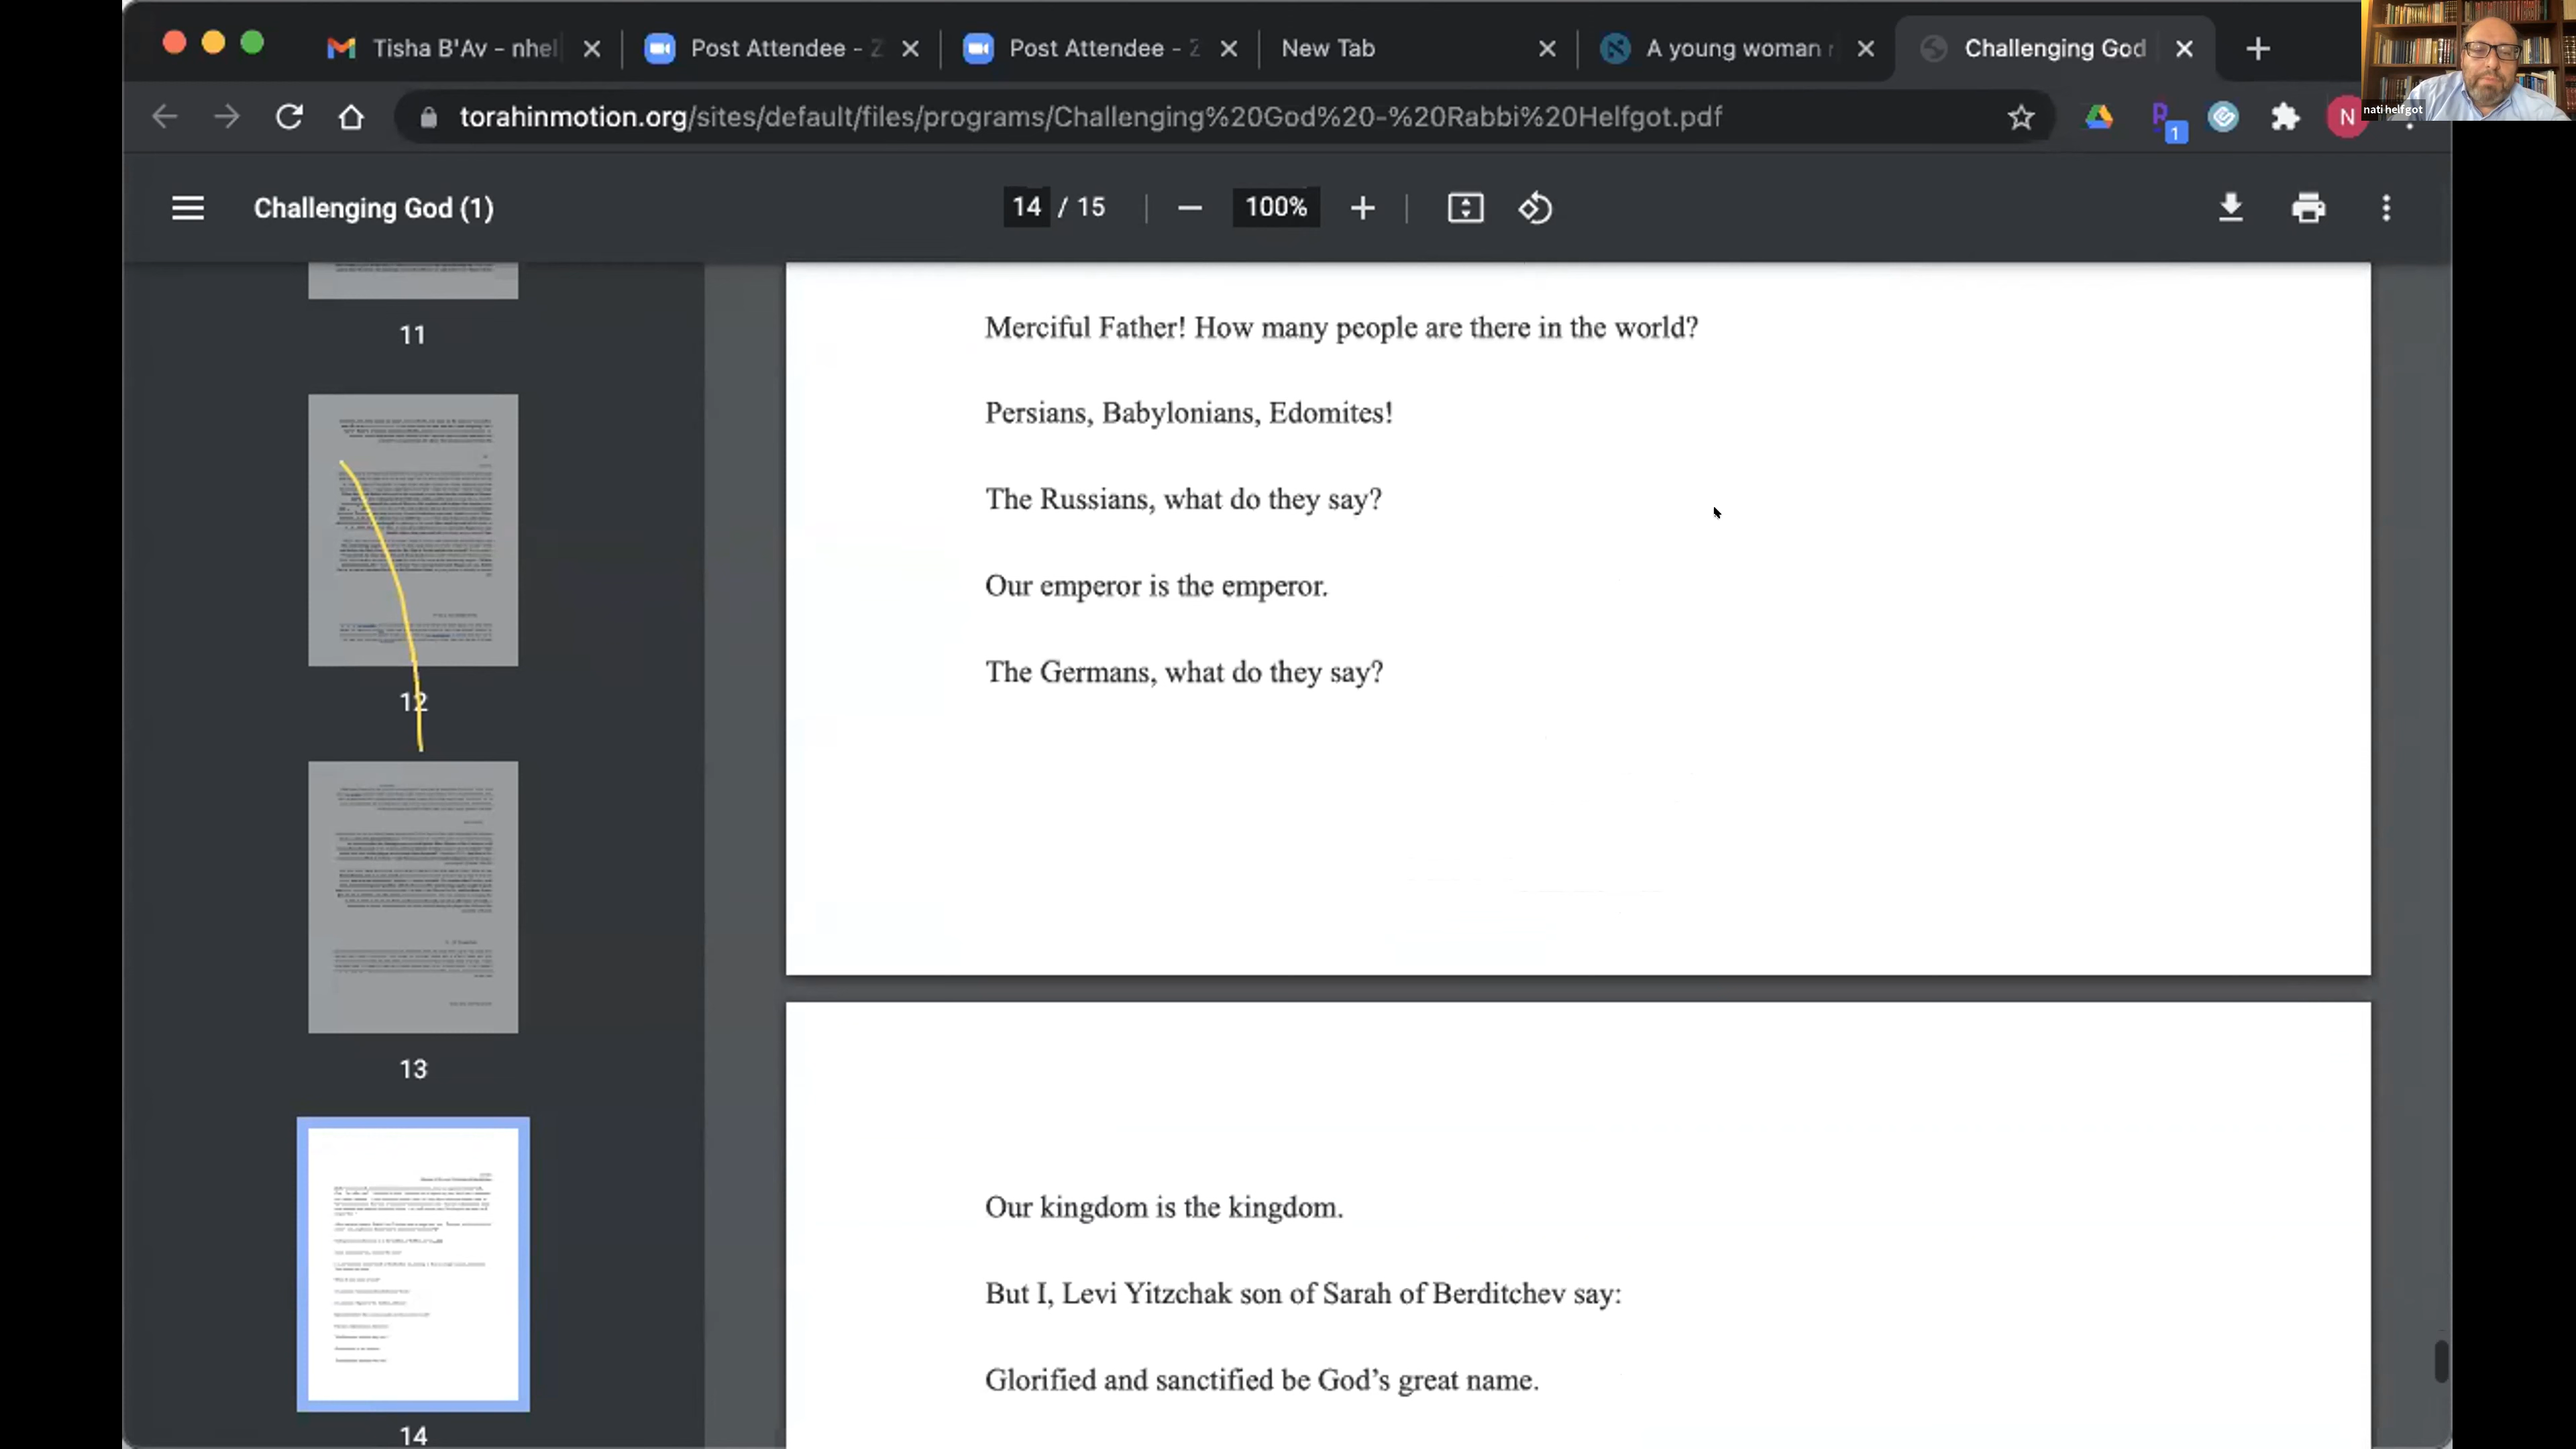 Tisha B'Av - nhel
Post Attendee - Z
Post Attendee - Z
New Tab
A young woman
Challenging God
nati helfgot
torahinmotion.org/sites/default/files/programs/Challenging%20God%20-%20Rabbi%20Helfgot.pdf
1
N
Challenging God (1)
14 / 15
100%
11
12
13
14
Merciful Father! How many people are there in the world?
Persians, Babylonians, Edomites!
The Russians, what do they say?
Our emperor is the emperor.
The Germans, what do they say?
Our kingdom is the kingdom.
But I, Levi Yitzchak son of Sarah of Berditchev say:
Glorified and sanctified be God’s great name.